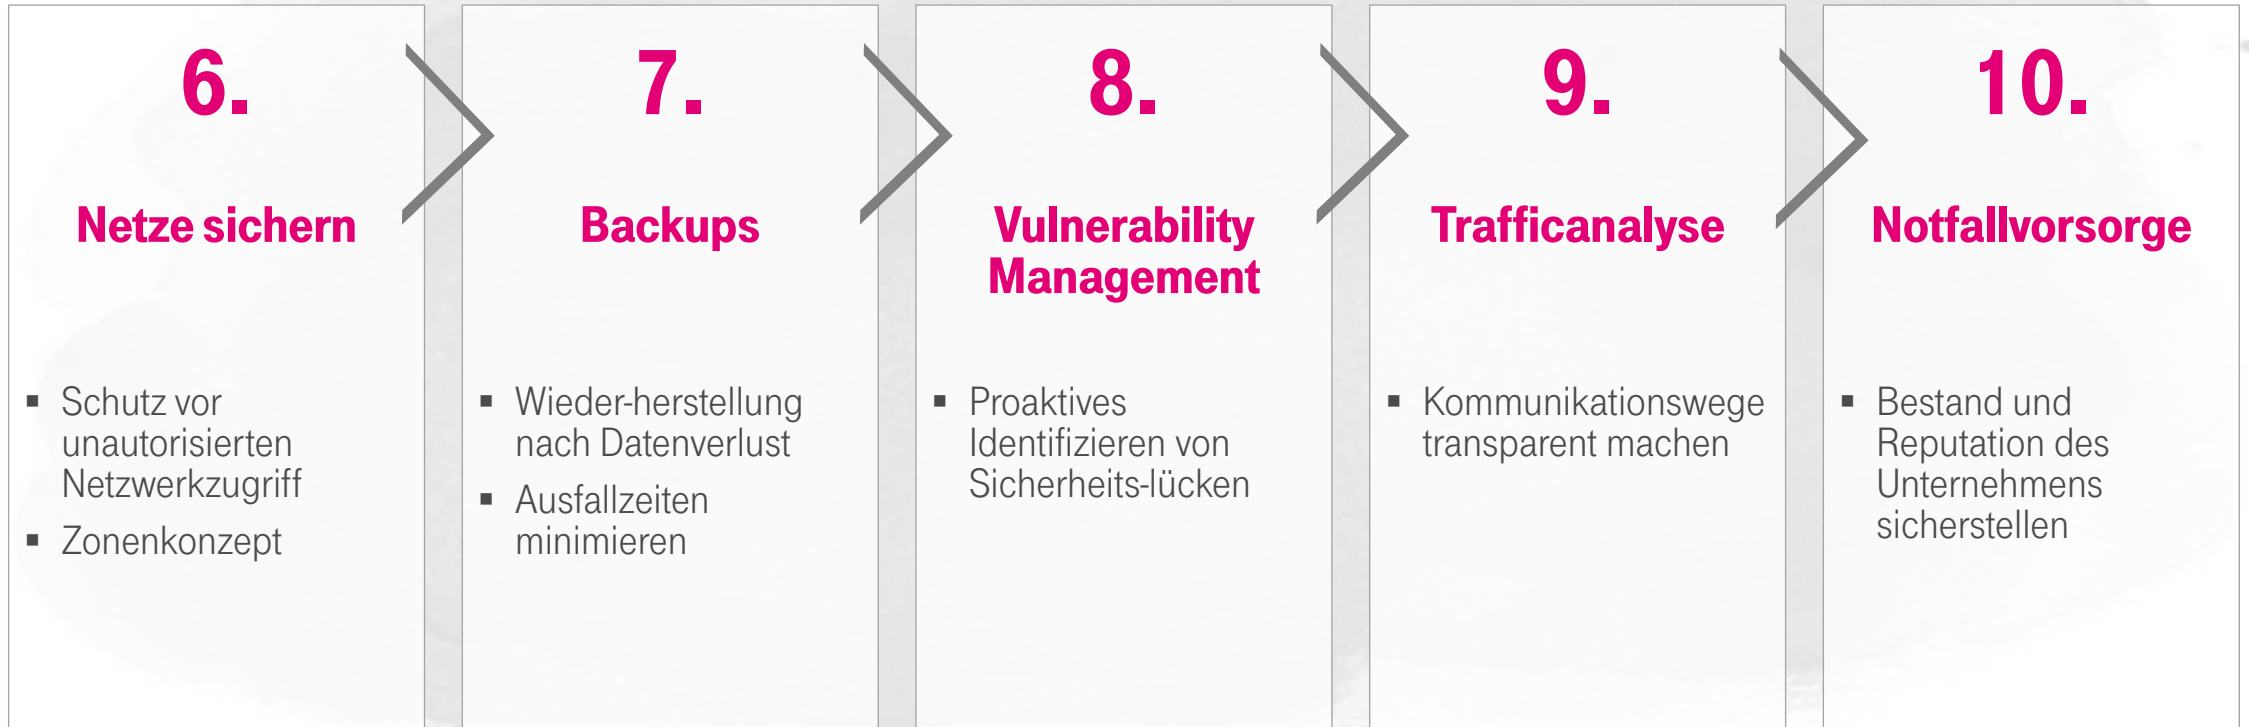 6.
Netze sichern
▪ Schutz vor
unautorisierten
Netzwerkzugriff
▪ Zonenkonzept
7.
Backups
▪ Wieder-herstellung
nach Datenverlust
▪ Ausfallzeiten
minimieren
8.
Vulnerability
Management
▪ Proaktives
Identifizieren von
Sicherheits-lücken
9.
Trafficanalyse
▪ Kommunikationswege
transparent machen
10.
Notfallvorsorge
▪ Bestand und
Reputation des
Unternehmens
sicherstellen